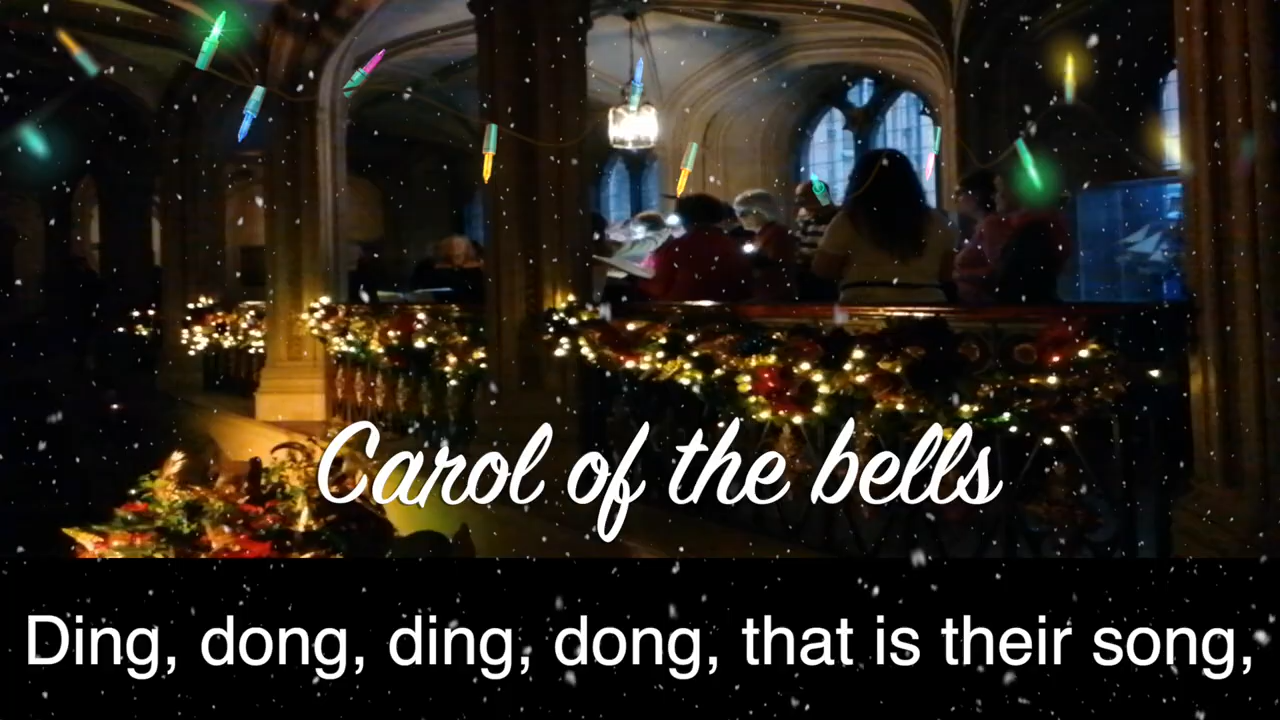 Carol of the bells
Ding, dong, ding, dong, that is their song,